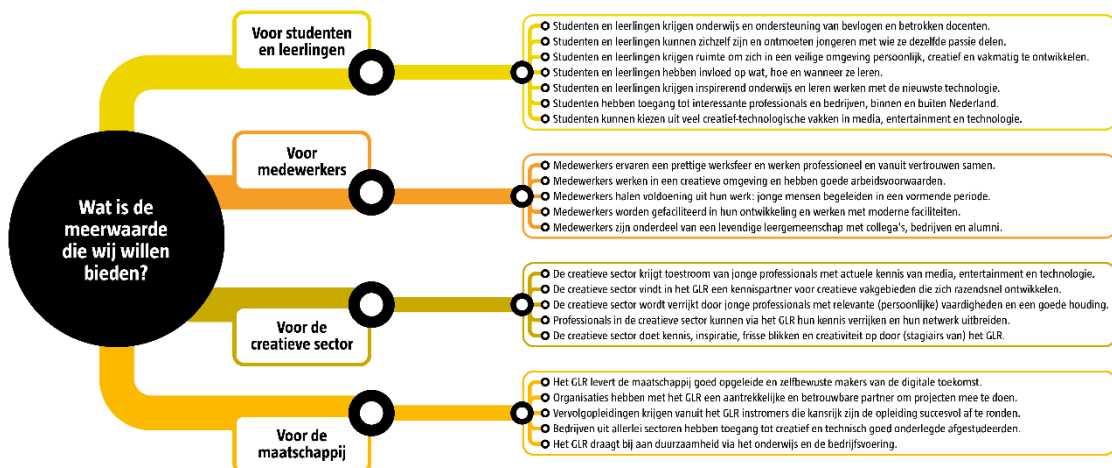 Wat is de
meerwaarde
die wij willen
bieden?
Voor studenten
en leerlingen
Studenten en leerlingen krijgen onderwijs en ondersteuning van bevlogen en betrokken docenten.
Studenten en leerlingen kunnen zichzelf zijn en ontmoeten jongeren met wie ze dezelfde passie delen.
Studenten en leerlingen krijgen ruimte om zich in een veilige omgeving persoonlijk, creatief en vakmatig te ontwikkelen.
Studenten en leerlingen hebben invloed op wat, hoe en wanneer ze leren.
Studenten en leerlingen krijgen inspirerend onderwijs en leren werken met de nieuwste technologie.
Studenten hebben toegang tot interessante professionals en bedrijven, binnen en buiten Nederland.
Studenten kunnen kiezen uit veel creatief-technologische vakken in media, entertainment en technologie.
Voor
medewerkers
Medewerkers ervaren een prettige werksfeer en werken professioneel en vanuit vertrouwen samen.
Medewerkers werken in een creatieve omgeving en hebben goede arbeidsvoorwaarden.
Medewerkers halen voldoening uit hun werk: jonge mensen begeleiden in een vormende periode.
Medewerkers worden gefaciliteerd in hun ontwikkeling en werken met moderne faciliteiten.
Medewerkers zijn onderdeel van een levendige leergemeenschap met collega's, bedrijven en alumni.
Voor de
creatieve sector
De creatieve sector krijgt toestroom van jonge professionals met actuele kennis van media, entertainment en technologie.
De creatieve sector vindt in het GLR een kennispartner voor creatieve vakgebieden die zich razendsnel ontwikkelen.
De creatieve sector wordt verrijkt door jonge professionals met relevante (persoonlijke) vaardigheden en een goede houding.
Professionals in de creatieve sector kunnen via het GLR hun kennis verrijken en hun netwerk uitbreiden.
De creatieve sector doet kennis, inspiratie, frisse blikken en creativiteit op door (stagiairs van) het GLR.
Voor de
maatschappij
Het GLR levert de maatschappij goed opgeleide en zelfbewuste makers van de digitale toekomst.
Organisaties hebben met het GLR een aantrekkelijke en betrouwbare partner om projecten mee te doen.
Vervolgopleidingen krijgen vanuit het GLR instromers die kansrijk zijn de opleiding succesvol af te ronden.
Bedrijven uit allerlei sectoren hebben toegang tot creatief en technisch goed onderlegde afgestudeerden.
Het GLR draagt bij aan duurzaamheid via het onderwijs en de bedrijfsvoering.